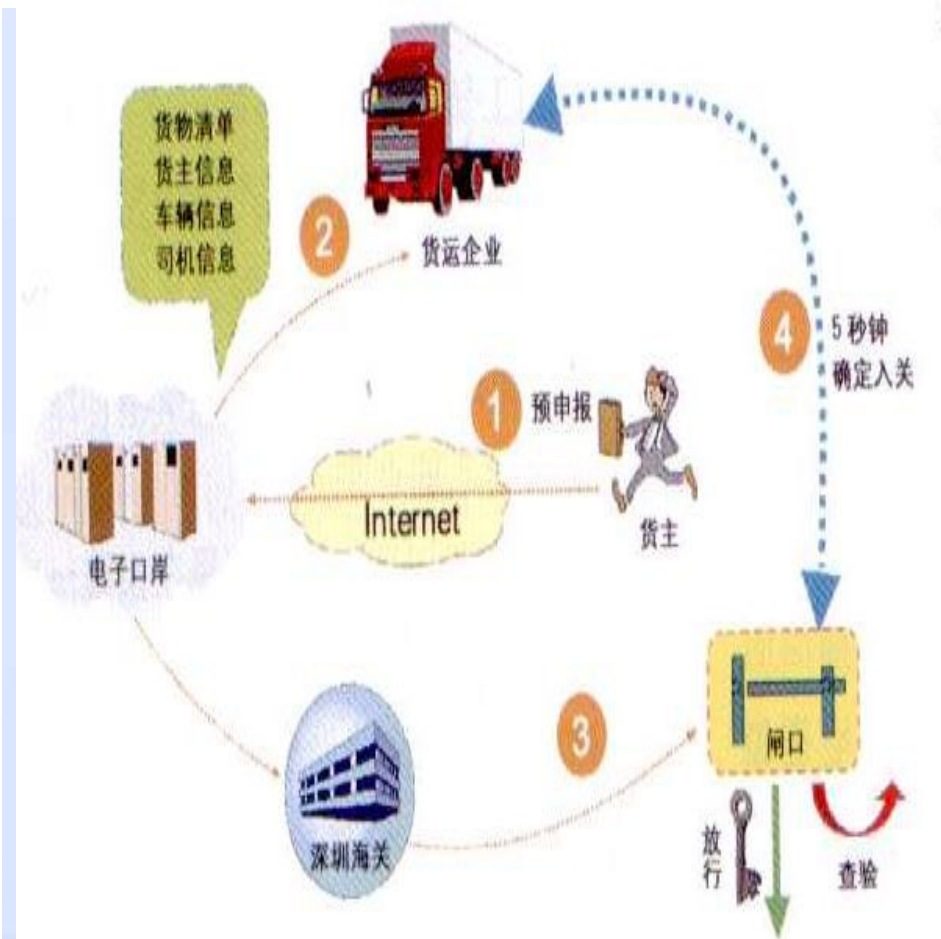 货物清单
货主信息
车辆信息
司机信息
2
货运企业
4
5秒钟
确定入关
1
预申报
Internet
货主
电子口岸
3
闸口
深圳海关
放行
查验